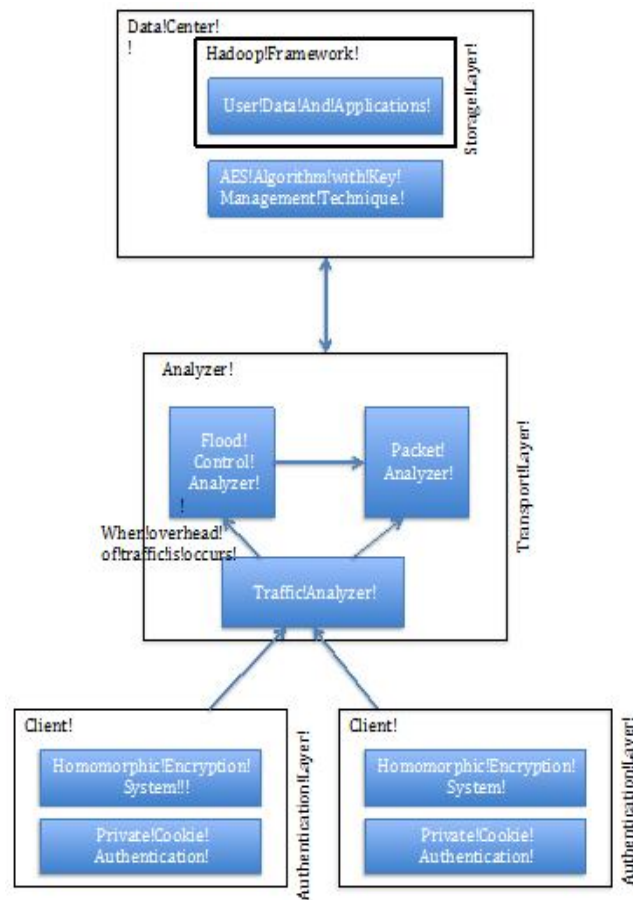 Data!Center!
!
Hadoop!Framework!
User!Data!And!Applications!
Storage!Layer!
AES!Algorithm!with!Key!
Management!Technique.!
Analyzer!
Flood!
Control!
Analyzer!
!
Packet!
Analyzer!
Transport!Layer!
When!overhead!
of!traffic!is!occurs!
Traffic!Analyzer!
Client!
Homomorphic!Encryption!
System!!!
Private!Cookie!
Authentication!
Authentication!Layer!
Client!
Homomorphic!Encryption!
System!
Private!Cookie!
Authentication!
Authentication!Layer!